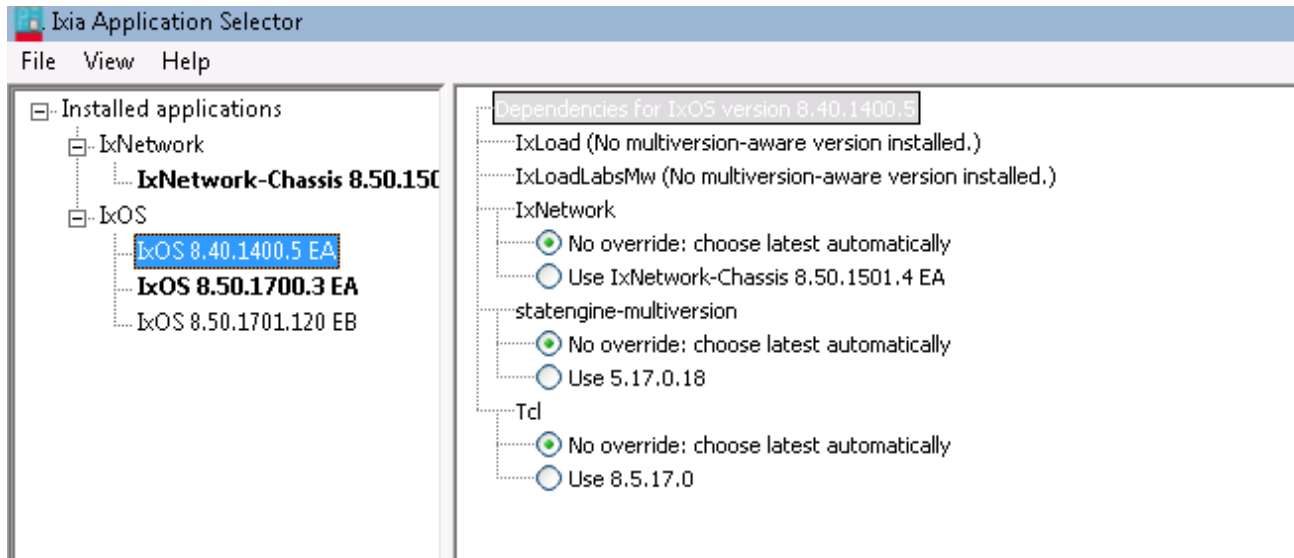 Ixia Application Selector
File View Help
Installed applications
IxNetwork
IxNetwork-Chassis 8.50.150
IxOS
IxOS 8.40.1400.5 EA
IxOS 8.50.1700.3 EA
IxOS 8.50.1701.120 EB
Dependencies for IxOS version 8.40.1400.5
IxLoad (No multiversion-aware version installed.)
IxLoadLabsMw (No multiversion-aware version installed.)
IxNetwork
No override: choose latest automatically
Use IxNetwork-Chassis 8.50.1501.4 EA
statengine-multiversion
No override: choose latest automatically
Use 5.17.0.18
Tcl
No override: choose latest automatically
Use 8.5.17.0